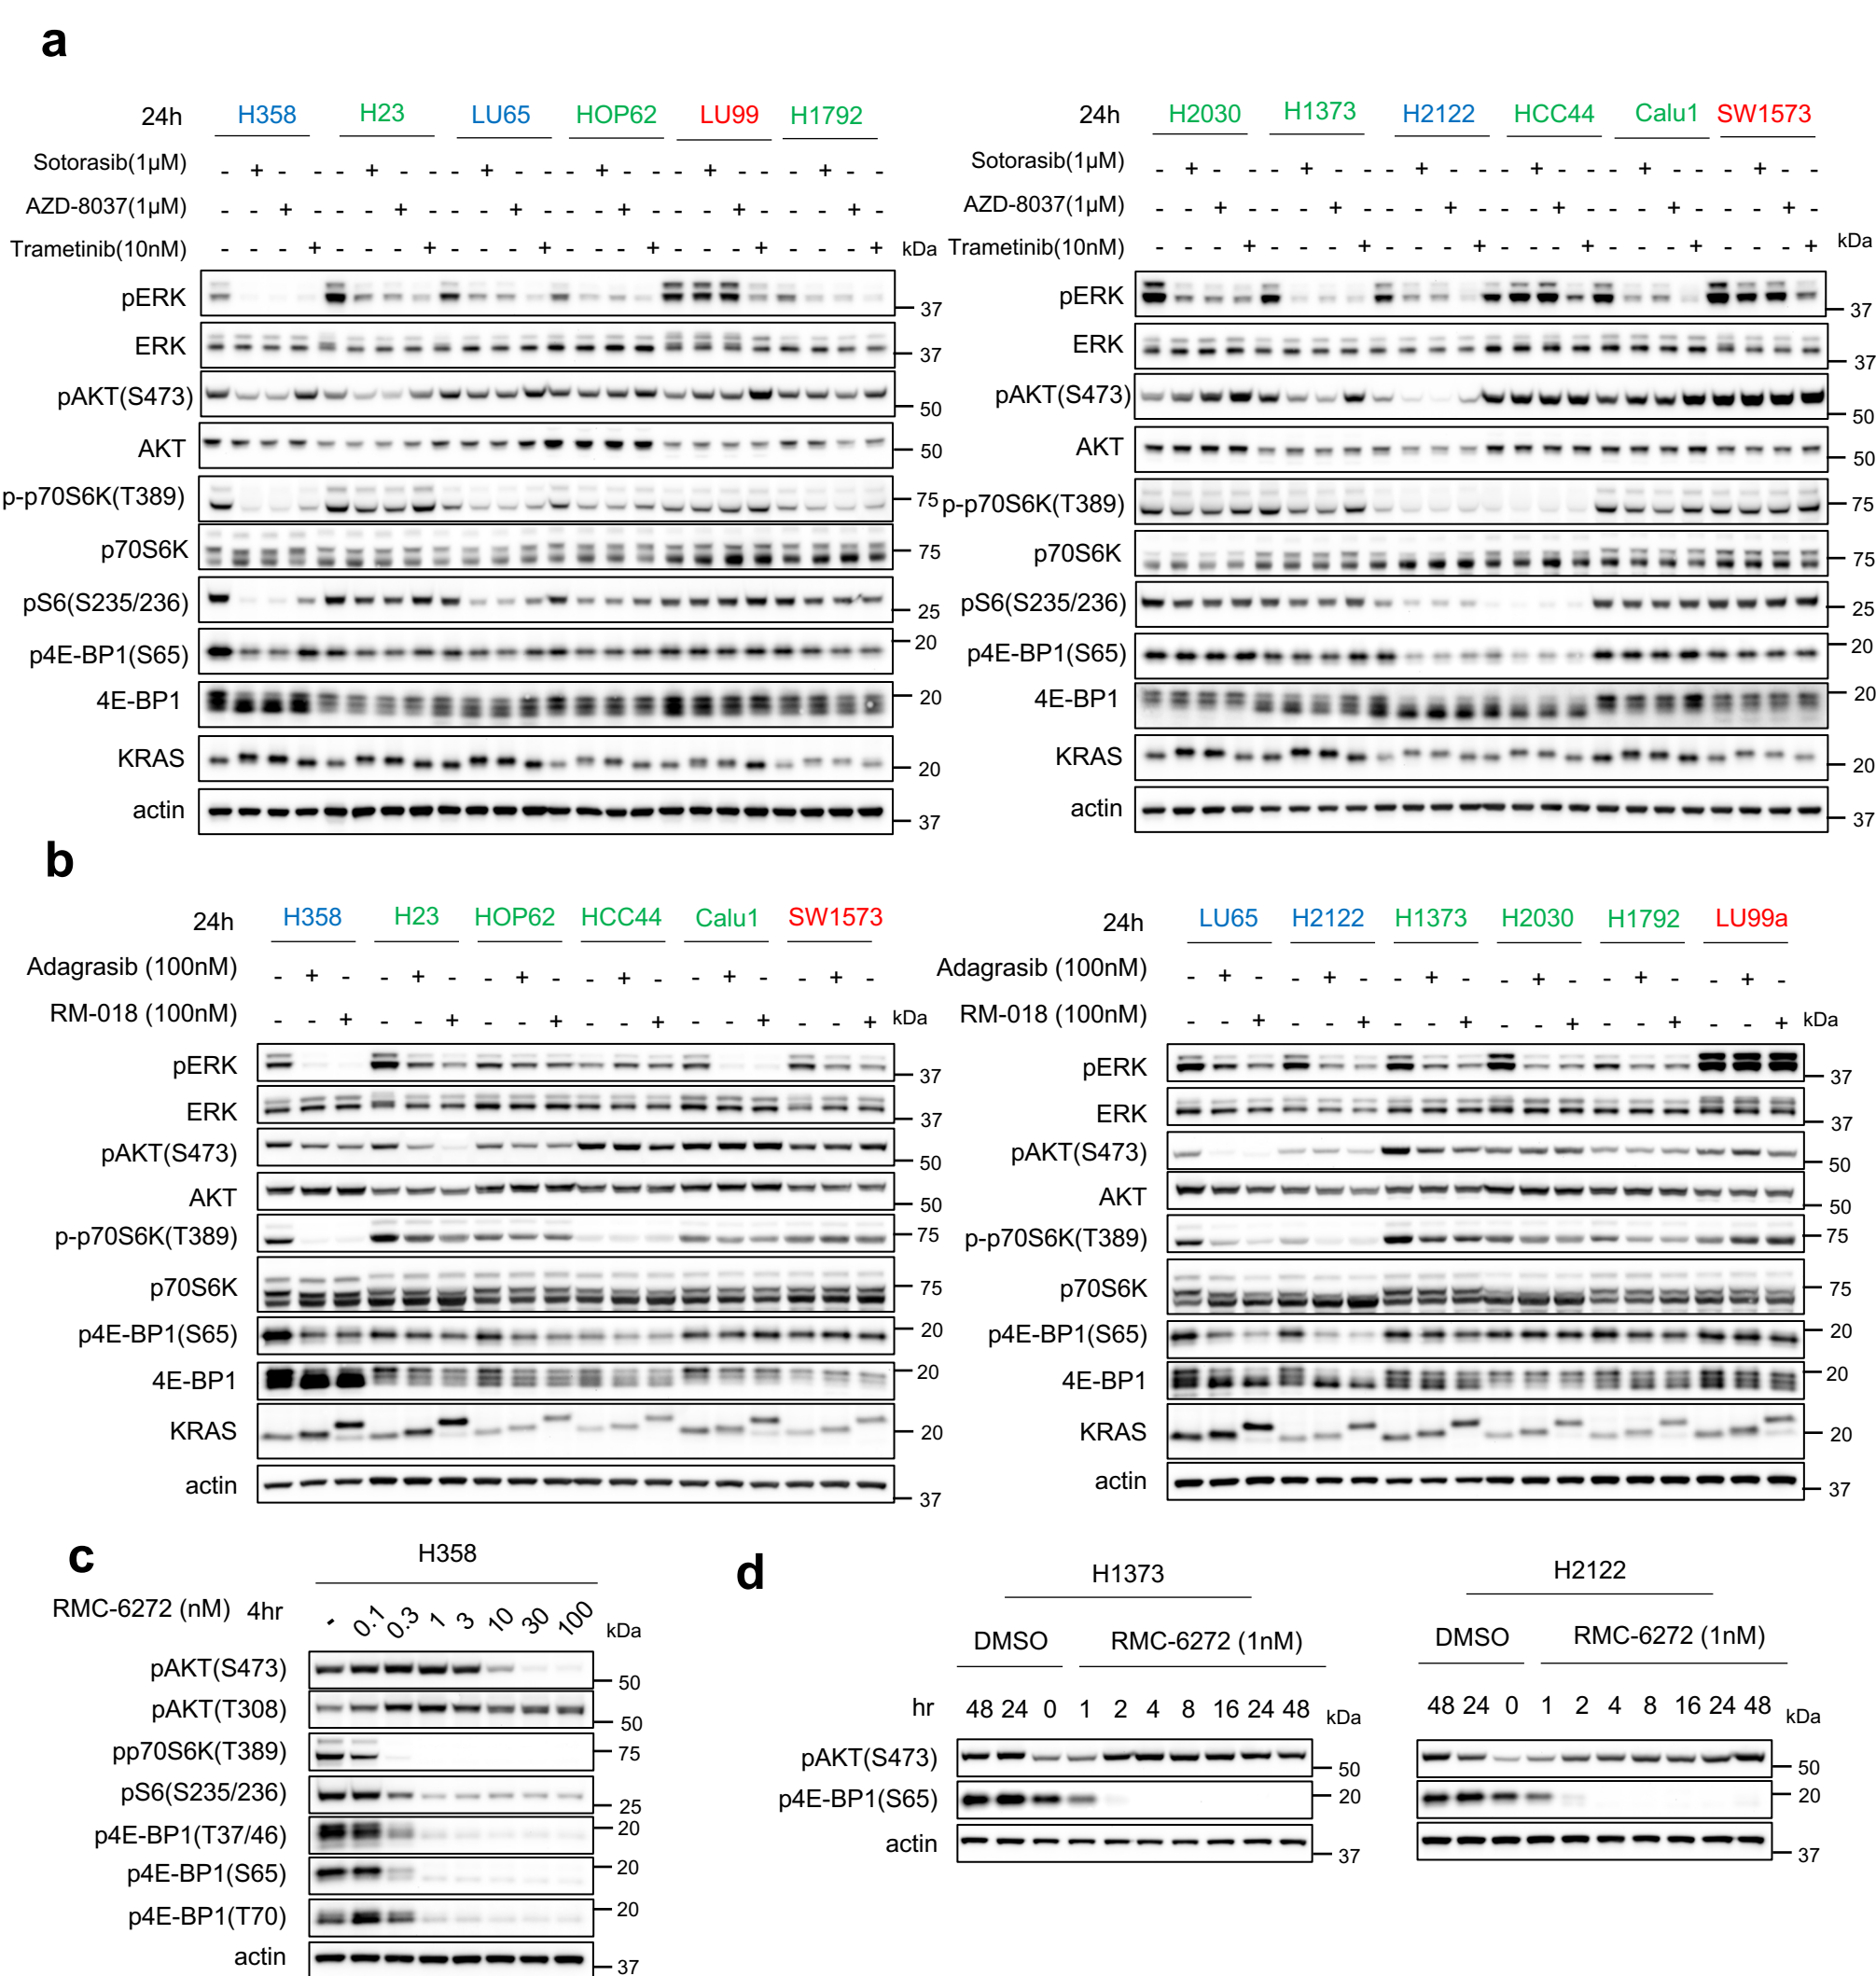 a
24h H358 H23 LU65 HOP62 LU99 H1792
Sotorasib(1μM) - + - - - + - - - + - - - + - - - + - - - + - -
AZD-8037(1μM) - - + - - - + - - - + - - - + - - - + - - - + -
Trametinib(10nM) - - - + - - - + - - - + - - - + - - - + - - - + kDa
pERK 37
ERK 37
pAKT(S473) 50
AKT 50
p-p70S6K(T389) 75
p70S6K 75
pS6(S235/236) 25
p4E-BP1(S65) 20
4E-BP1 20
KRAS 20
actin 37
24h H2030 H1373 H2122 HCC44 Calu1 SW1573
Sotorasib(1μM) - + - - - + - - - + - - - + - - - + - - - + - -
AZD-8037(1μM) - - + - - - + - - - + - - - + - - - + - - - + -
Trametinib(10nM) - - - + - - - + - - - + - - - + - - - + - - - + kDa
pERK 37
ERK 37
pAKT(S473) 50
AKT 50
p-p70S6K(T389) 75
p70S6K 75
pS6(S235/236) 25
p4E-BP1(S65) 20
4E-BP1 20
KRAS 20
actin 37
b
24h H358 H23 HOP62 HCC44 Calu1 SW1573
Adagrasib (100nM) - + - - + - - + - - + - - + - - + -
RM-018 (100nM) - - + - - + - - + - - + - - + - - + kDa
pERK 37
ERK 37
pAKT(S473) 50
AKT 50
p-p70S6K(T389) 75
p70S6K 75
p4E-BP1(S65) 20
4E-BP1 20
KRAS 20
actin 37
24h LU65 H2122 H1373 H2030 H1792 LU99a
Adagrasib (100nM) - + - - + - - + - - + - - + - - + -
RM-018 (100nM) - - + - - + - - + - - + - - + - - + kDa
pERK 37
ERK 37
pAKT(S473) 50
AKT 50
p-p70S6K(T389) 75
p70S6K 75
p4E-BP1(S65) 20
4E-BP1 20
KRAS 20
actin 37
c
H358
RMC-6272 (nM) 4hr - 0.1 0.3 1 3 10 30 100 kDa
pAKT(S473) 50
pAKT(T308) 50
pp70S6K(T389) 75
pS6(S235/236) 25
p4E-BP1(T37/46) 20
p4E-BP1(S65) 20
p4E-BP1(T70) 20
actin 37
d
H1373 H2122
DMSO RMC-6272 (1nM) DMSO RMC-6272 (1nM)
hr 48 24 0 1 2 4 8 16 24 48 kDa 48 24 0 1 2 4 8 16 24 48 kDa
pAKT(S473) 50 50
p4E-BP1(S65) 20 20
actin 37 37